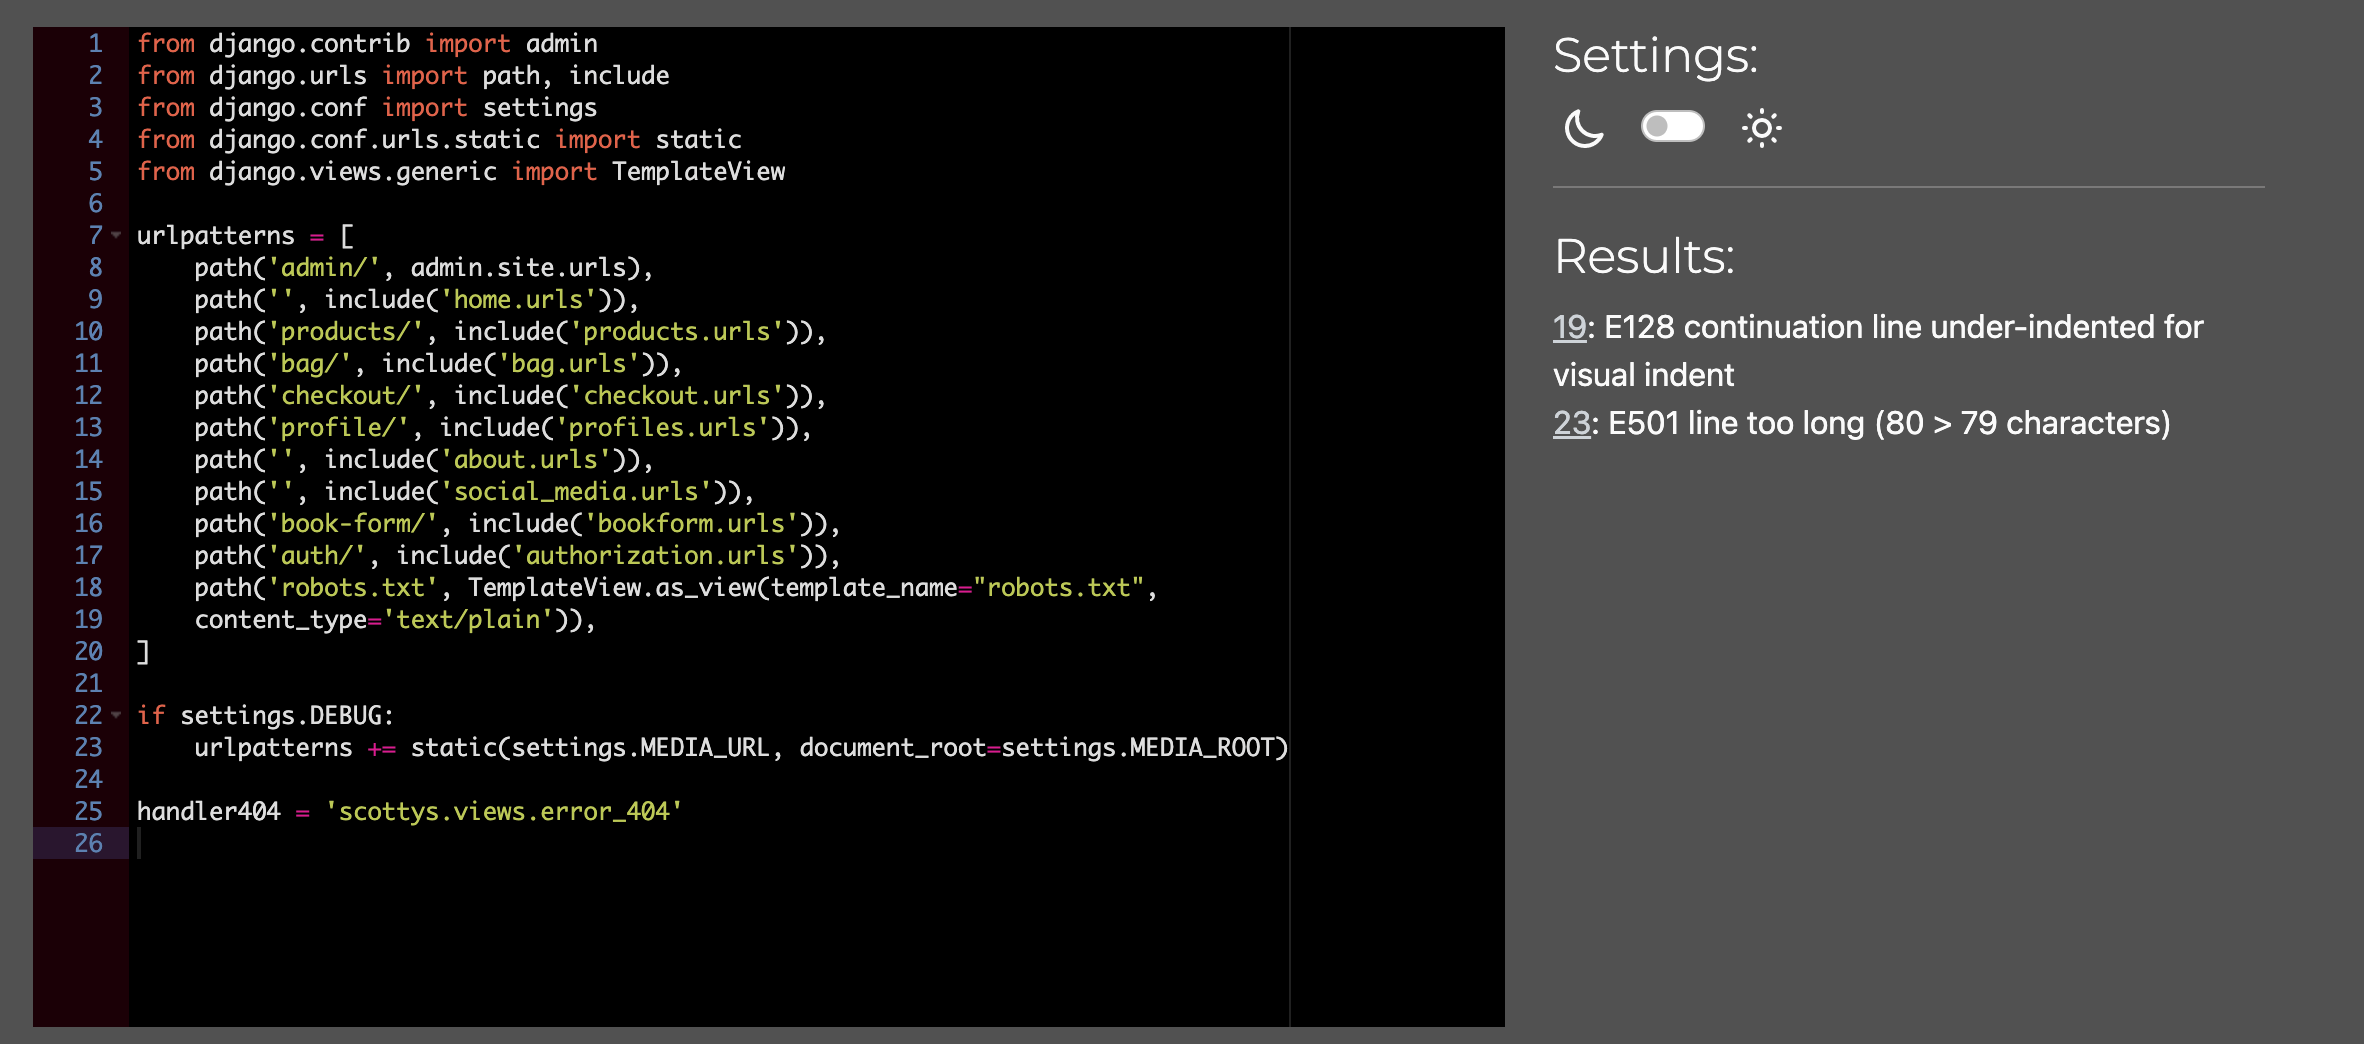 1 from django.contrib import admin
2 from django.urls import path, include
3 from django.conf import settings
4 from django.conf.urls.static import static
5 from django.views.generic import TemplateView
6
7 urlpatterns = [
8     path('admin/', admin.site.urls),
9     path('', include('home.urls')),
10     path('products/', include('products.urls')),
11     path('bag/', include('bag.urls')),
12     path('checkout/', include('checkout.urls')),
13     path('profile/', include('profiles.urls')),
14     path('', include('about.urls')),
15     path('', include('social_media.urls')),
16     path('book-form/', include('bookform.urls')),
17     path('auth/', include('authorization.urls')),
18     path('robots.txt', TemplateView.as_view(template_name="robots.txt",
19     content_type='text/plain')),
20 ]
21
22 if settings.DEBUG:
23     urlpatterns += static(settings.MEDIA_URL, document_root=settings.MEDIA_ROOT)
24
25 handler404 = 'scottys.views.error_404'
26
Settings:
Results:
19: E128 continuation line under-indented for
visual indent
23: E501 line too long (80 > 79 characters)